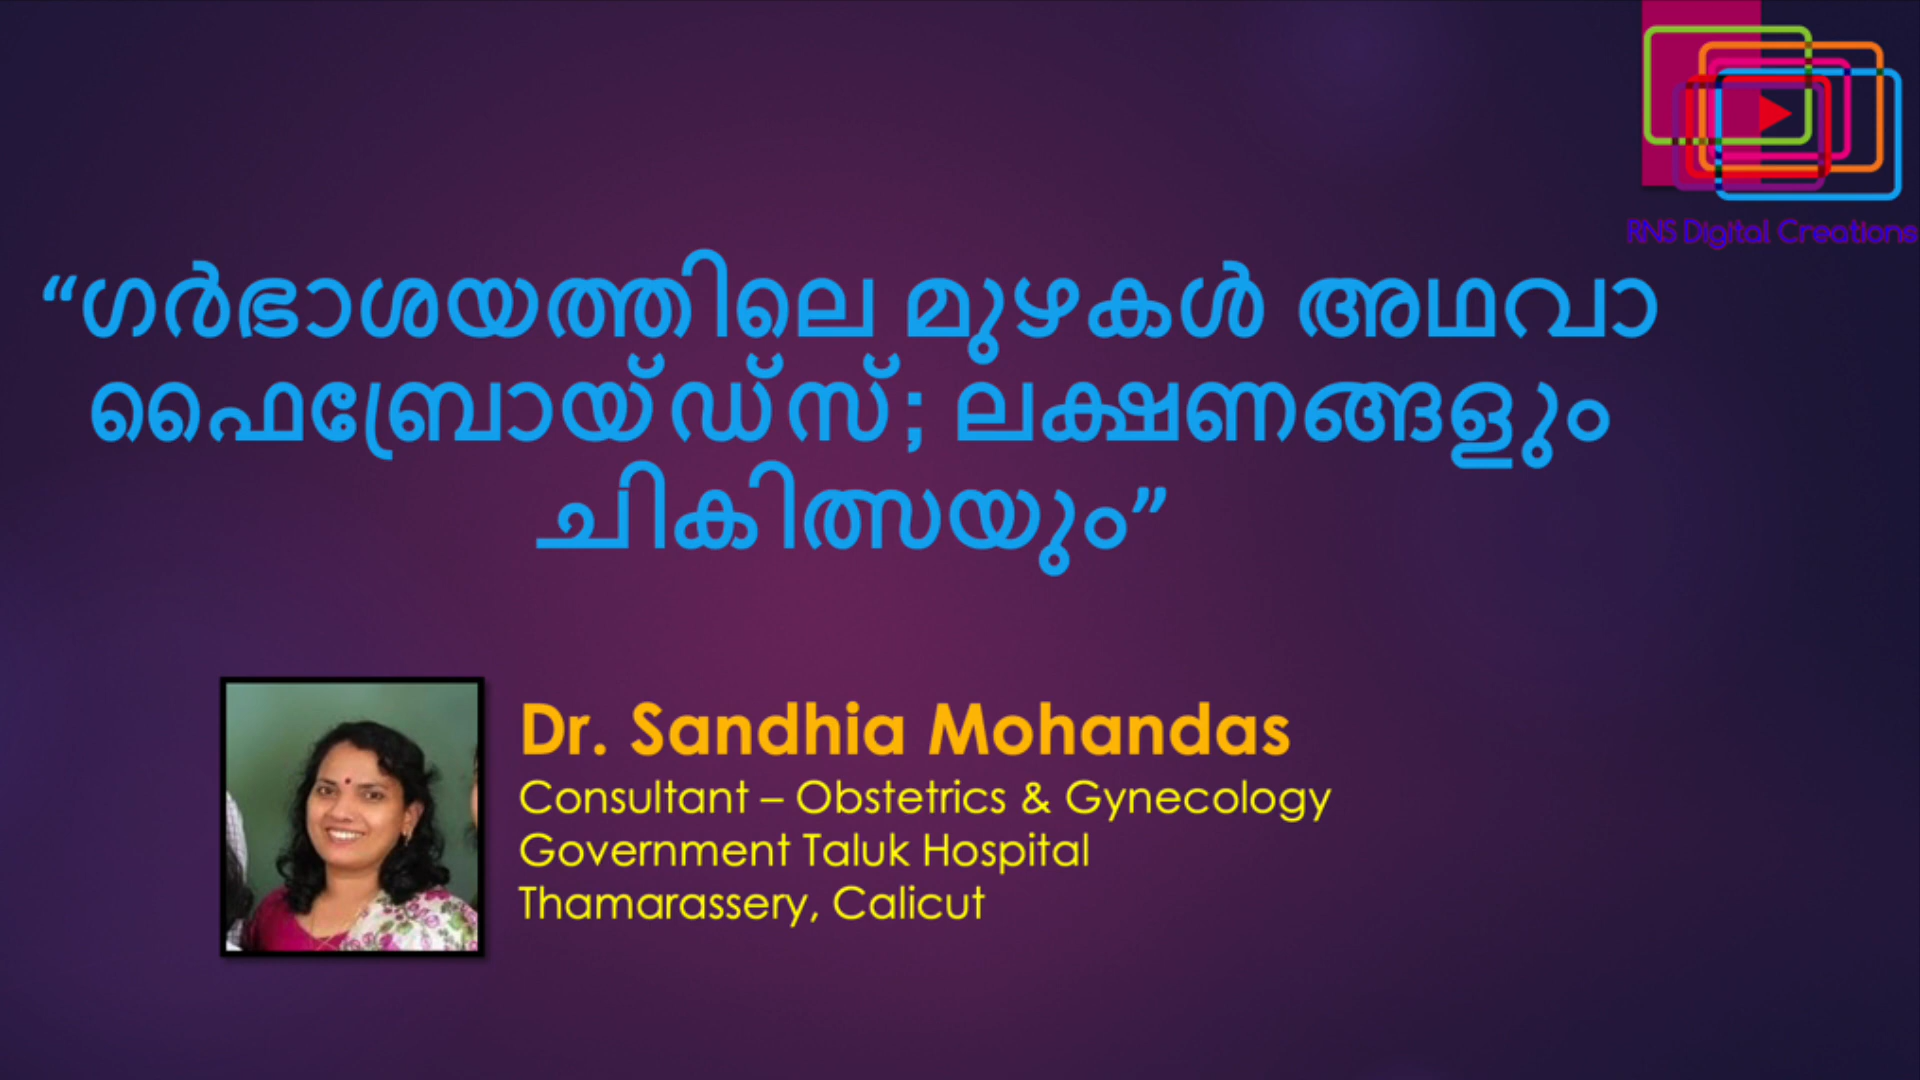 RNS Digital Creations
“ഗർഭാശയത്തിലെ മുഴകൾ അഥവാ
ഫൈബ്രോയ്ഡ്സ്; ലക്ഷണങ്ങളും
ചികിത്സയും”
Dr. Sandhia Mohandas
Consultant – Obstetrics & Gynecology
Government Taluk Hospital
Thamarassery, Calicut